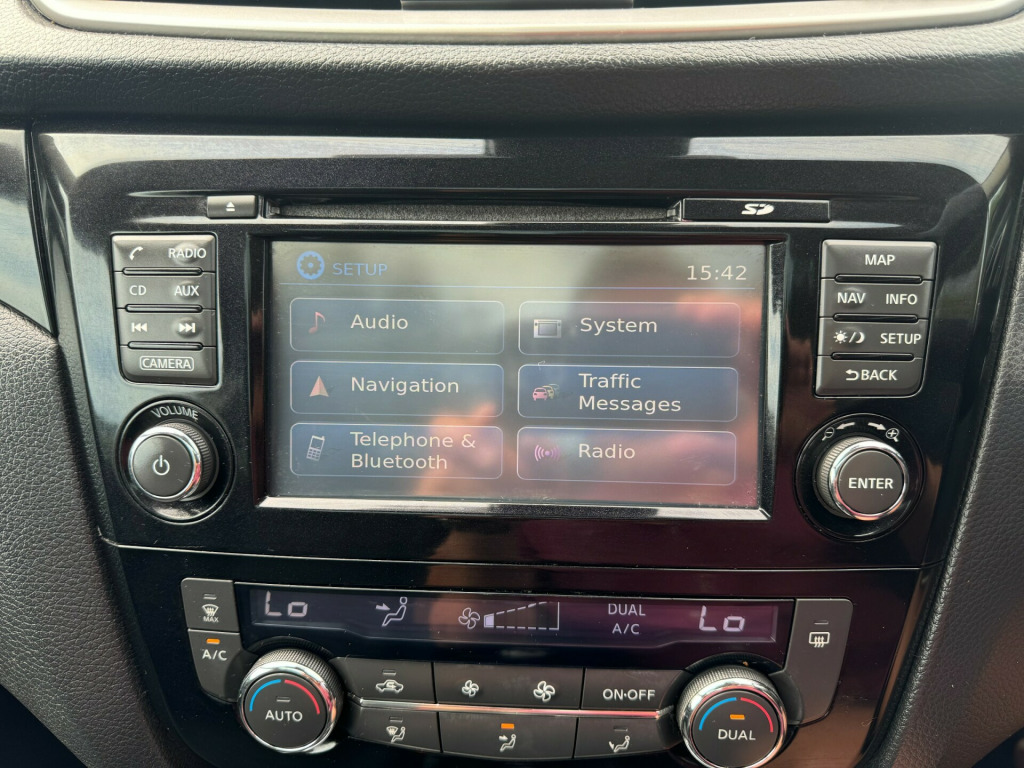 SD
RADIO
CD AUX
CAMERA
VOLUME
SETUP 15:42
Audio
System
Navigation
Traffic
Messages
Telephone &
Bluetooth
Radio
MAP
NAV INFO
SETUP
BACK
ENTER
MAX
A/C
Lo
DUAL
A/C
Lo
AUTO
ON·OFF
DUAL